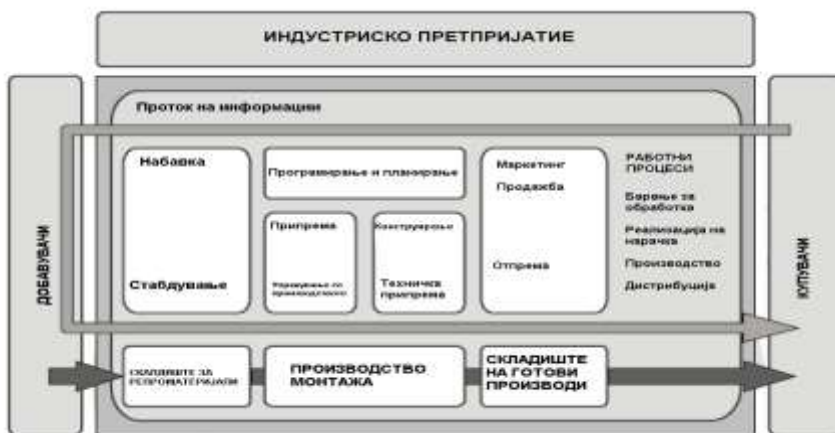 ИНДУСТРИСКО ПРЕТПРИЈАТИЕ
ДОБАВУВАЧИ
Проток на информации
Набавка
Стабдување
Програмирање и планирање
Припрема
Управување со
производството
Конструирање
Техничка
припрема
Маркетинг
Продажба
Отпрема
РАБОТНИ
ПРОЦЕСИ
Барање за
обработка
Реализација на
нарачка
Производство
Дистрибуција
КУПУВАЧИ
СКЛАДИШТЕ ЗА
РЕПРОМАТЕРИЈАЛИ
ПРОИЗВОДСТВО
МОНТАЖА
СКЛАДИШТЕ
НА ГОТОВИ
ПРОИЗВОДИ